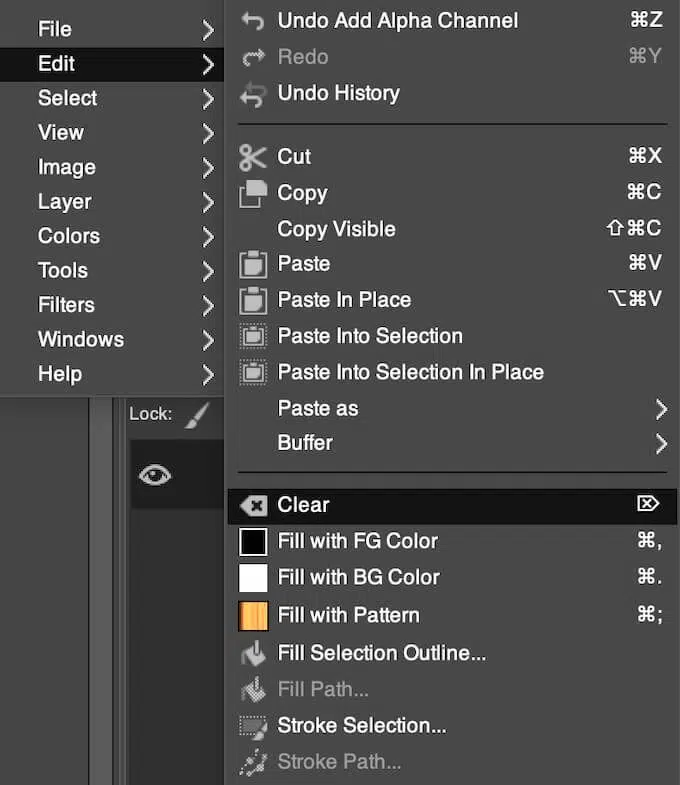 File
Edit
Select
View
Image
Layer
Colors
Tools
Filters
Windows
Help
Lock:
Undo Add Alpha Channel ⌘Z
Redo ⌘Y
Undo History
Cut ⌘X
Copy ⌘C
Copy Visible ⇧⌘C
Paste ⌘V
Paste In Place ⌥⌘V
Paste Into Selection
Paste Into Selection In Place
Paste as
Buffer
Clear ⌦
Fill with FG Color ⌘,
Fill with BG Color ⌘.
Fill with Pattern ⌘;
Fill Selection Outline...
Fill Path...
Stroke Selection...
Stroke Path...